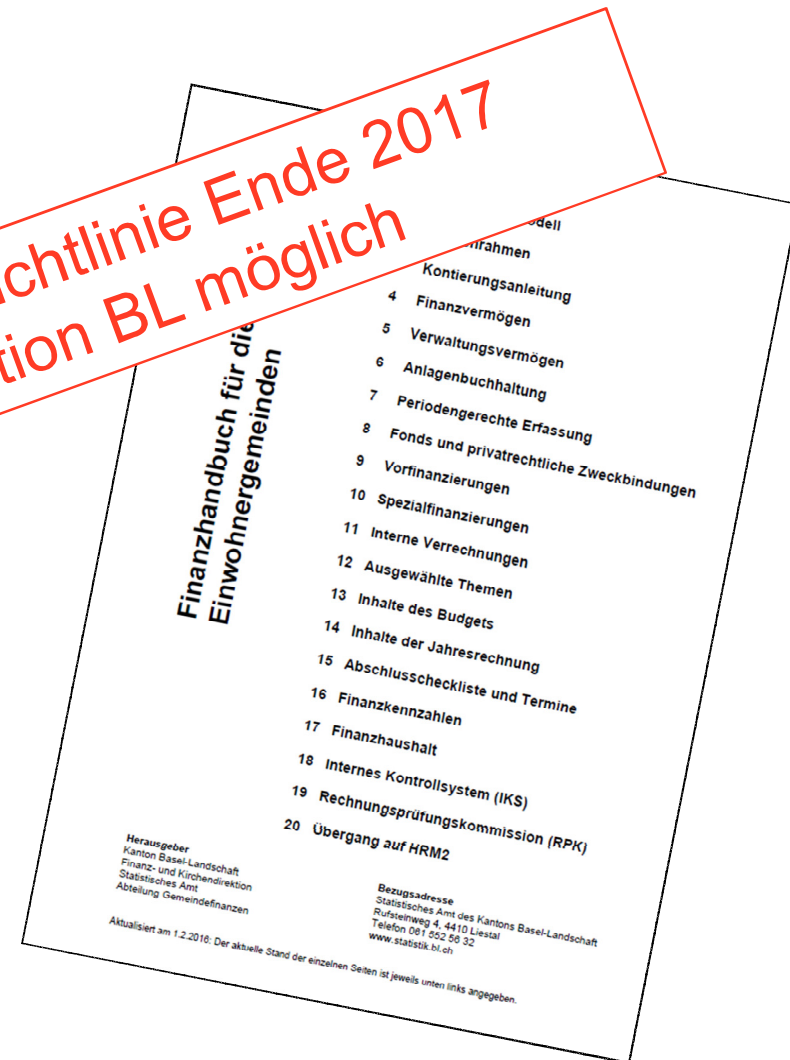 chtlinie Ende 2017
tion BL möglich
Finanzhandbuch für die
Einwohnergemeinden
Kontierungsanleitung
4 Finanzvermögen
5 Verwaltungsvermögen
6 Anlagenbuchhaltung
7 Periodengerechte Erfassung
8 Fonds und privatrechtliche Zweckbindungen
9 Vorfinanzierungen
10 Spezialfinanzierungen
11 Interne Verrechnungen
12 Ausgewählte Themen
13 Inhalte des Budgets
14 Inhalte der Jahresrechnung
15 Abschlusscheckliste und Termine
16 Finanzkennzahlen
17 Finanzhaushalt
18 Internes Kontrollsystem (IKS)
19 Rechnungsprüfungskommission (RPK)
20 Übergang auf HRM2
Herausgeber
Kanton Basel-Landschaft
Finanz- und Kirchendirektion
Statistisches Amt
Abteilung Gemeindefinanzen
Bezugsadresse
Statistisches Amt des Kantons Basel-Landschaft
Rufsteinweg 4, 4410 Liestal
Telefon 061 552 56 32
www.statistik.bl.ch
Aktualisiert am 1.2.2016: Der aktuelle Stand der einzelnen Seiten ist jeweils unten links angegeben.